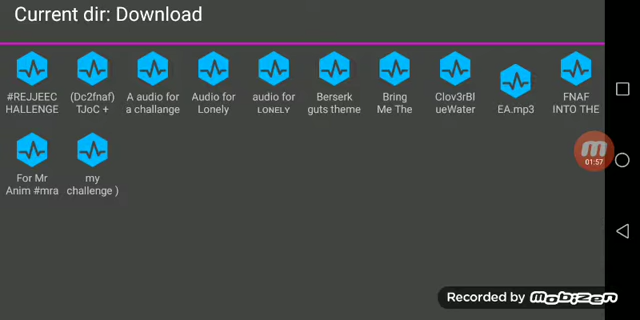 Current dir: Download
#REJJEEC
HALLENGE
(Dc2fnaf)
TJoC +
A audio for
a challange
Audio for
Lonely
audio for
LONELY
Berserk
guts theme
Bring
Me The
Clov3rBl
ueWater
EA.mp3
FNAF
INTO THE
For Mr
Anim #mra
my
challenge )
01:57
Recorded by mobizen